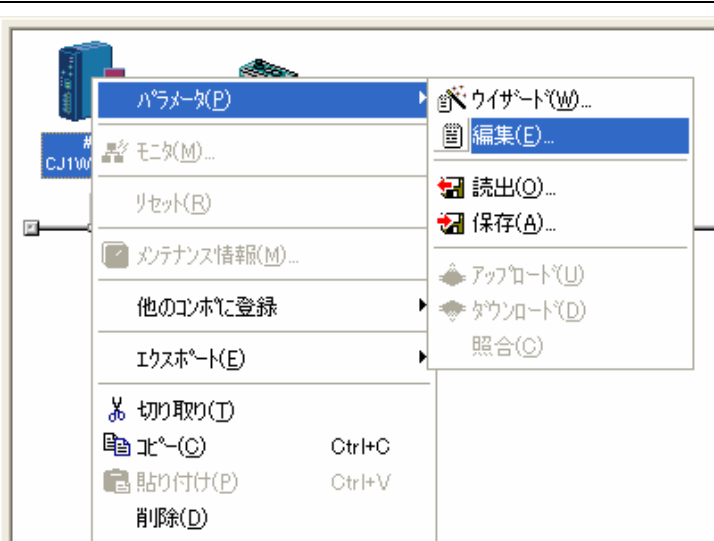 #
CJ1W
ﾊﾟﾗﾒｰﾀ(P)
ﾓﾆﾀ(M)...
ﾘｾｯﾄ(R)
ﾒﾝﾃﾅﾝｽ情報(M)...
他のｺﾝﾎﾟに登録
ｴｸｽﾎﾟｰﾄ(E)
切り取り(T)
ｺﾋﾟｰ(C) Ctrl+C
貼り付け(P) Ctrl+V
削除(D)
ｳｲｻﾞｰﾄﾞ(W)...
編集(E)...
読出(O)...
保存(A)...
ｱｯﾌﾟﾛｰﾄﾞ(U)
ﾀﾞｳﾝﾛｰﾄﾞ(D)
照合(C)